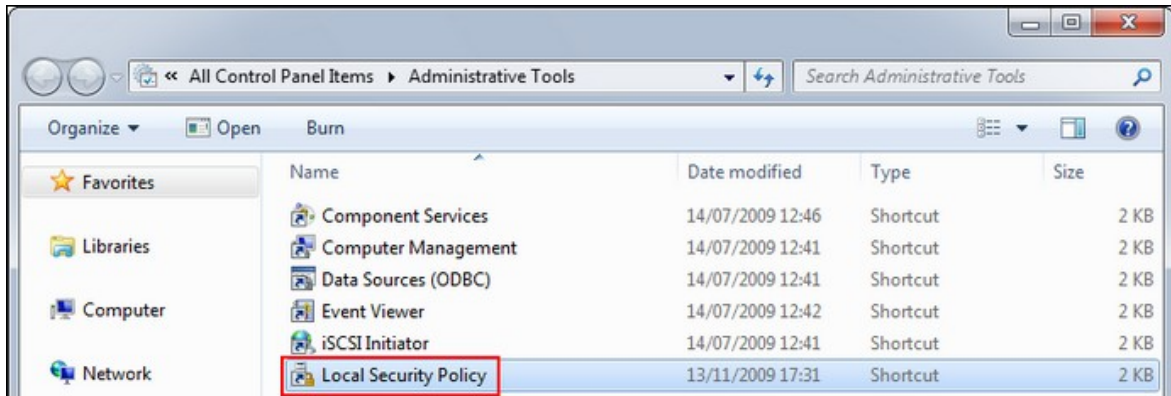 « All Control Panel Items ▸ Administrative Tools Search Administrative Tools
Organize Open Burn
Favorites
Libraries
Computer
Network
Name Date modified Type Size
Component Services 14/07/2009 12:46 Shortcut 2 KB
Computer Management 14/07/2009 12:41 Shortcut 2 KB
Data Sources (ODBC) 14/07/2009 12:41 Shortcut 2 KB
Event Viewer 14/07/2009 12:42 Shortcut 2 KB
iSCSI Initiator 14/07/2009 12:41 Shortcut 2 KB
Local Security Policy 13/11/2009 17:31 Shortcut 2 KB